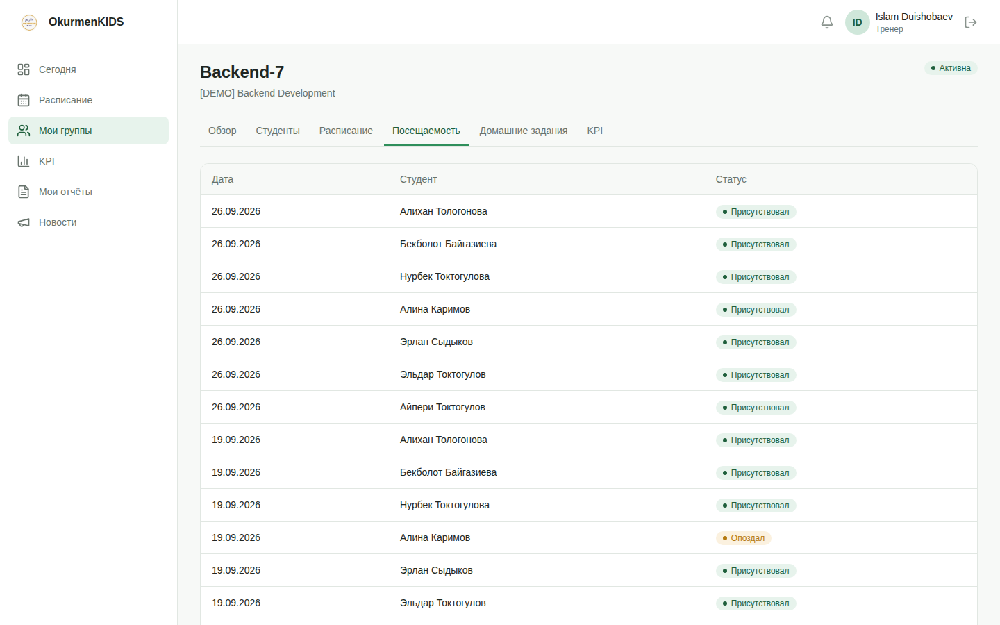 OkurmenKIDS
ID
Islam Duishobaev
Тренер
Сегодня
Расписание
Мои группы
KPI
Мои отчёты
Новости
Backend-7
Активна
[DEMO] Backend Development
Обзор Студенты Расписание Посещаемость Домашние задания KPI
Дата Студент Статус
26.09.2026 Алихан Тологонова Присутствовал
26.09.2026 Бекболот Байгазиева Присутствовал
26.09.2026 Нурбек Токтогулова Присутствовал
26.09.2026 Алина Каримов Присутствовал
26.09.2026 Эрлан Сыдыков Присутствовал
26.09.2026 Эльдар Токтогулов Присутствовал
26.09.2026 Айпери Токтогулов Присутствовал
19.09.2026 Алихан Тологонова Присутствовал
19.09.2026 Бекболот Байгазиева Присутствовал
19.09.2026 Нурбек Токтогулова Присутствовал
19.09.2026 Алина Каримов Опоздал
19.09.2026 Эрлан Сыдыков Присутствовал
19.09.2026 Эльдар Токтогулов Присутствовал